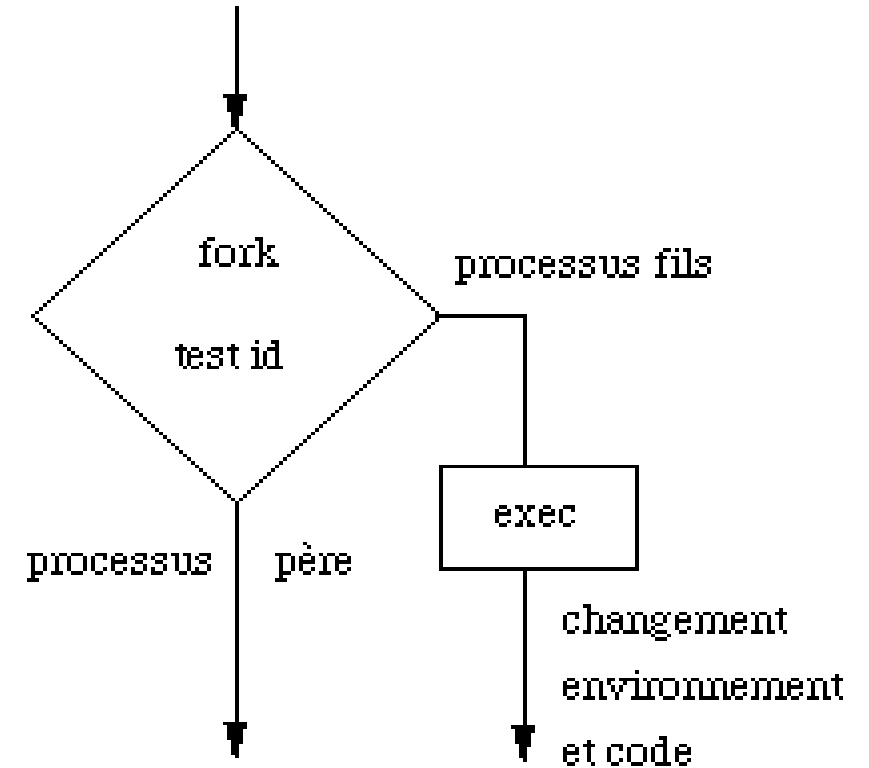 fork
processus fils
test id
exec
processus père
changement
environnement
et code